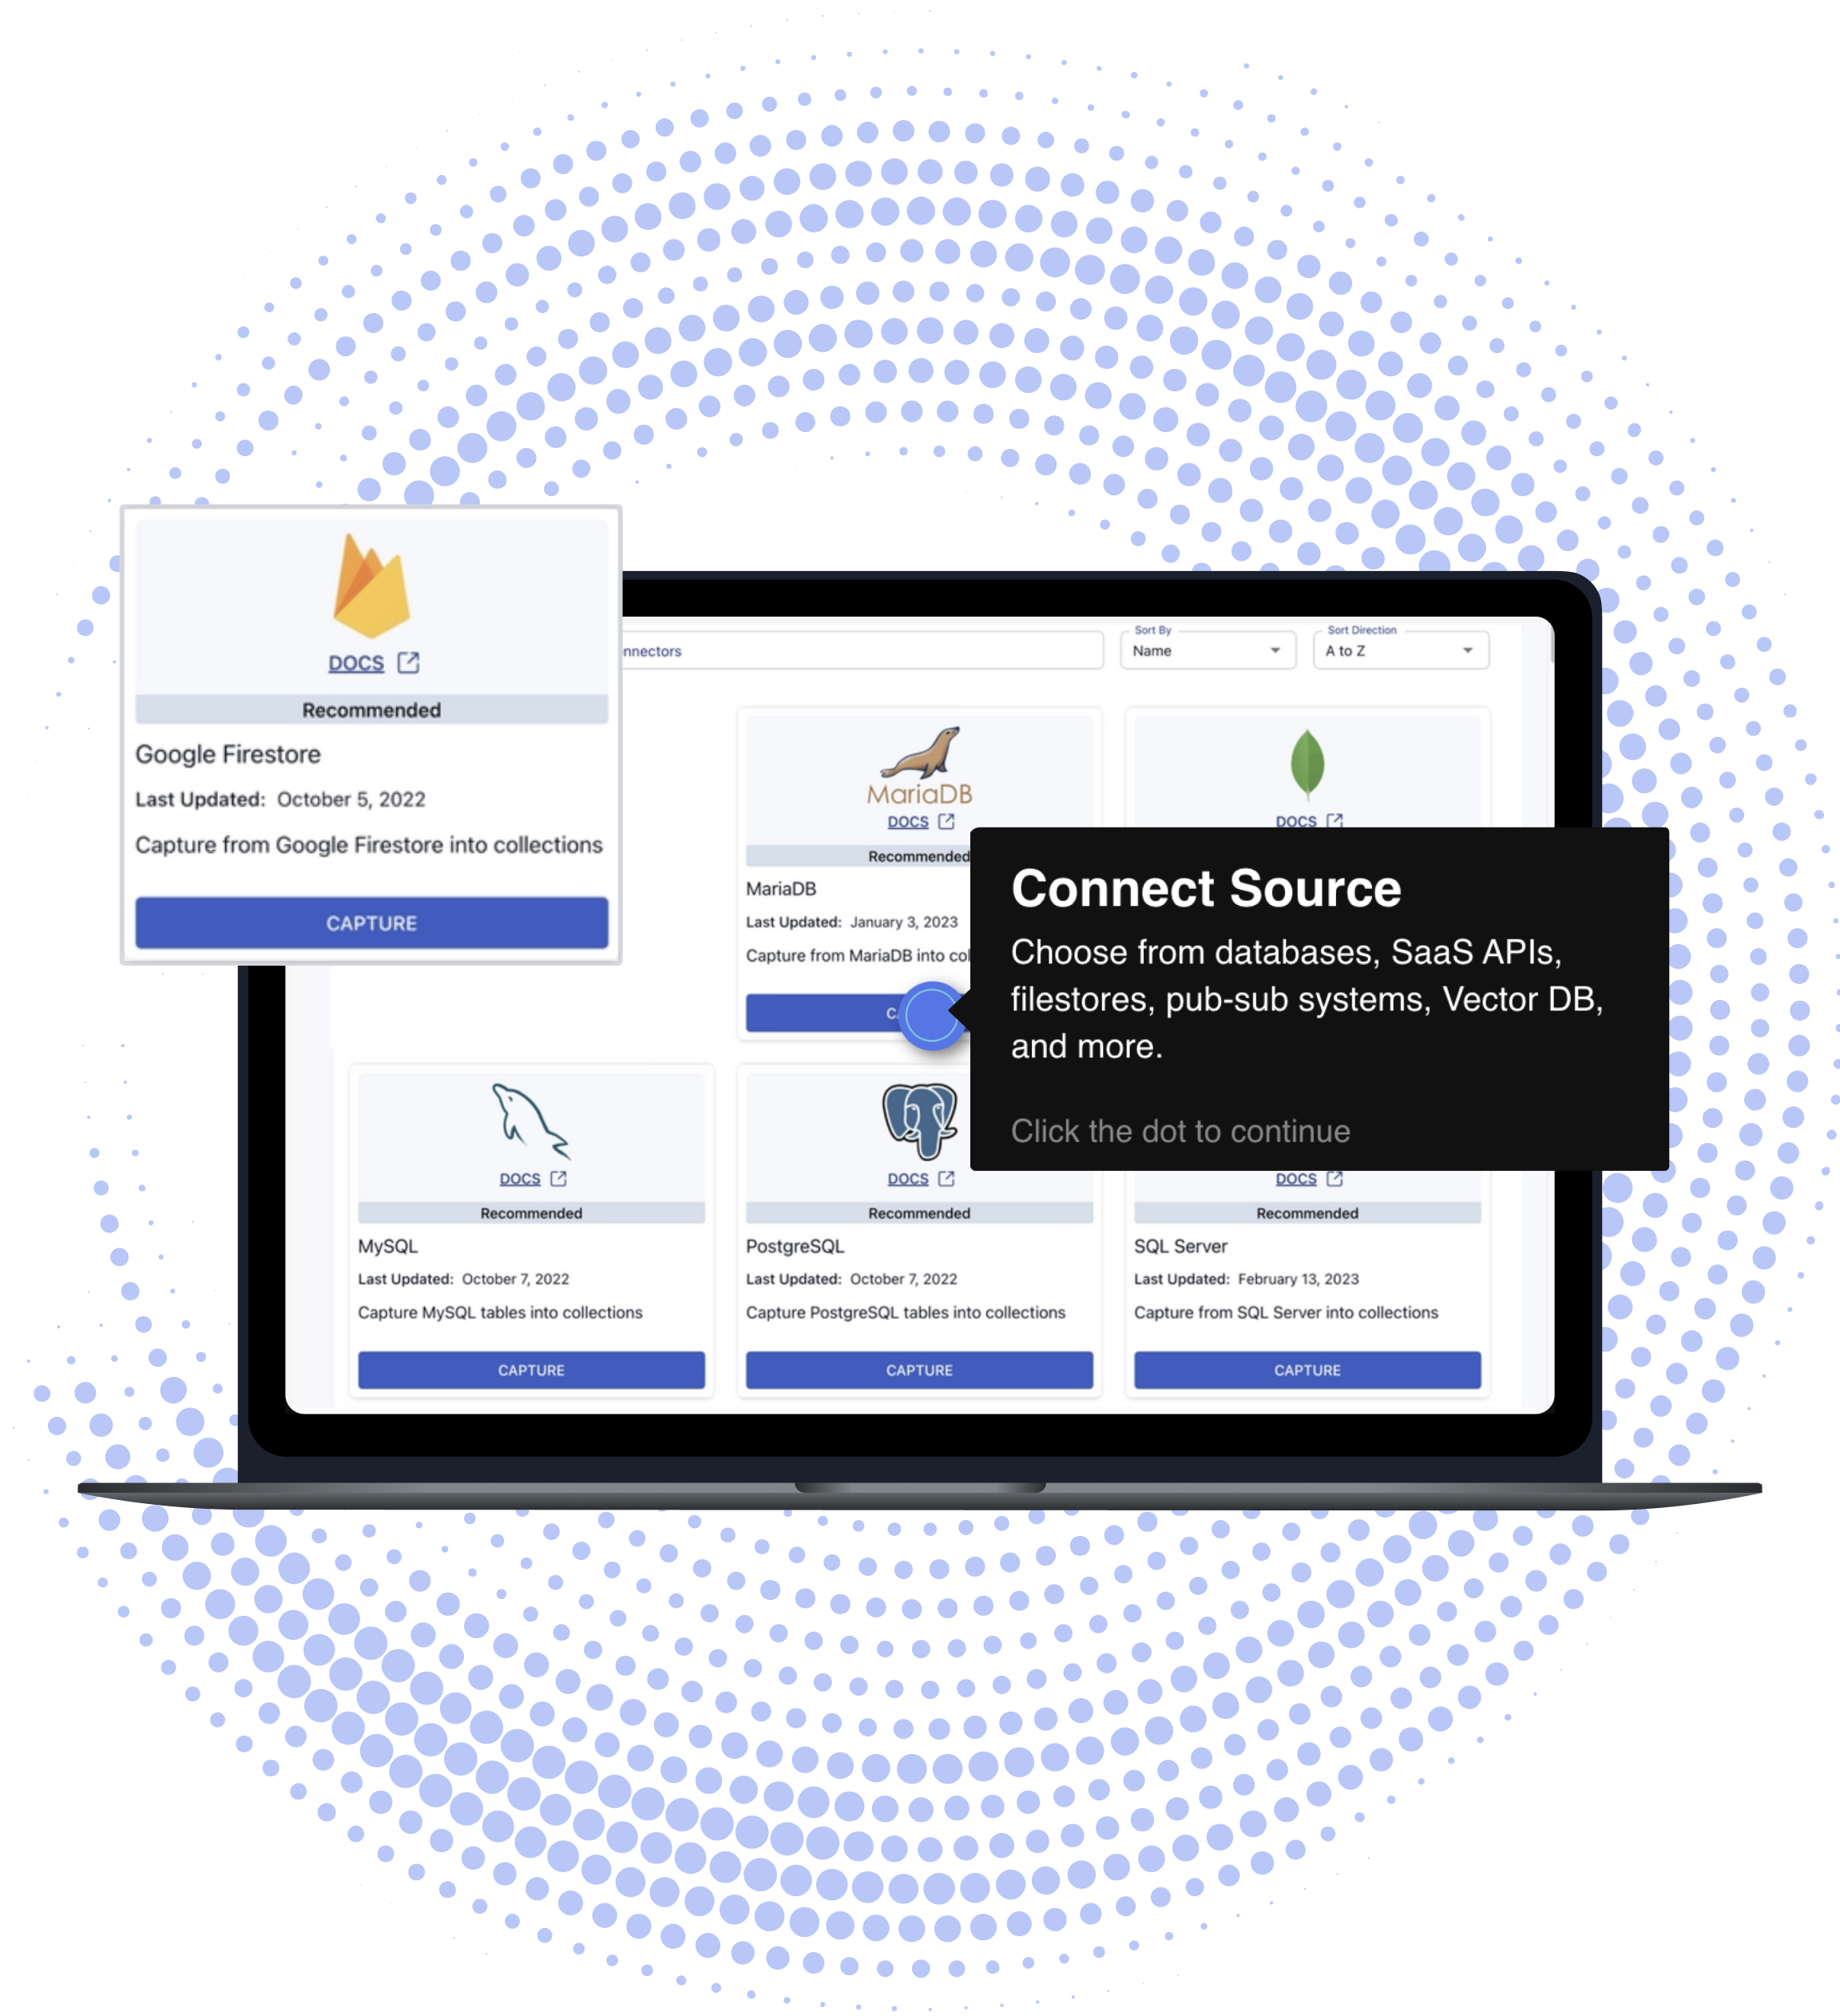 DOCS
Recommended
Google Firestore
Last Updated: October 5, 2022
Capture from Google Firestore into collections
CAPTURE
nnectors
Sort By
Name
Sort Direction
A to Z
MariaDB
DOCS
Recommended
MariaDB
Last Updated: January 3, 2023
Capture from MariaDB into col
DOCS
Connect Source
Choose from databases, SaaS APIs,
filestores, pub-sub systems, Vector DB,
and more.
Click the dot to continue
DOCS
Recommended
MySQL
Last Updated: October 7, 2022
Capture MySQL tables into collections
CAPTURE
DOCS
Recommended
PostgreSQL
Last Updated: October 7, 2022
Capture PostgreSQL tables into collections
CAPTURE
DOCS
Recommended
SQL Server
Last Updated: February 13, 2023
Capture from SQL Server into collections
CAPTURE